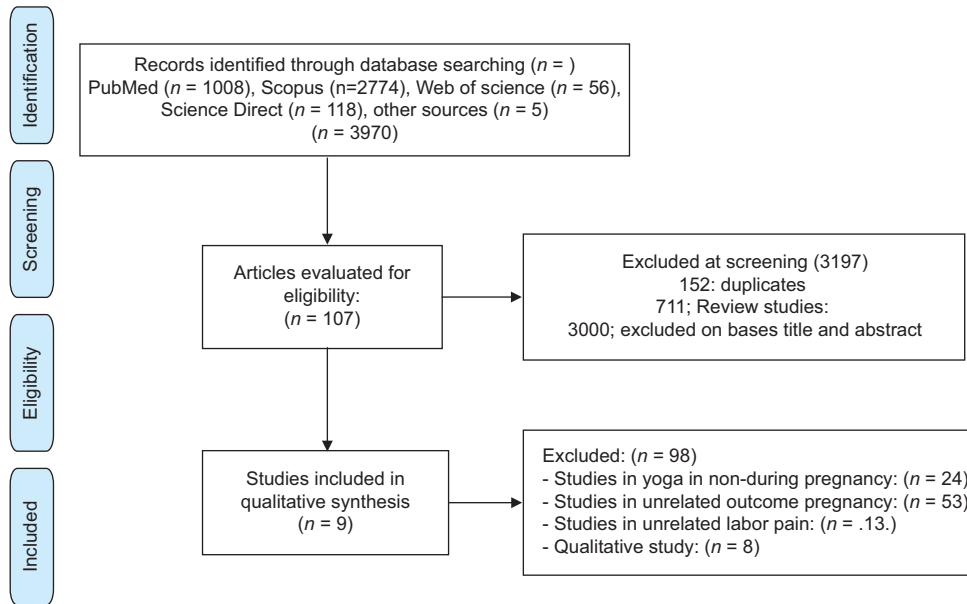 Identification
Records identified through database searching (n = )
PubMed (n = 1008), Scopus (n=2774), Web of science (n = 56),
Science Direct (n = 118), other sources (n = 5)
(n = 3970)
Screening
Articles evaluated for
eligibility:
(n = 107)
Excluded at screening (3197)
152: duplicates
711; Review studies:
3000; excluded on bases title and abstract
Eligibility
Studies included in
qualitative synthesis
(n = 9)
Excluded: (n = 98)
- Studies in yoga in non-during pregnancy: (n = 24)
- Studies in unrelated outcome pregnancy: (n = 53)
- Studies in unrelated labor pain: (n = .13.)
- Qualitative study: (n = 8)
Included